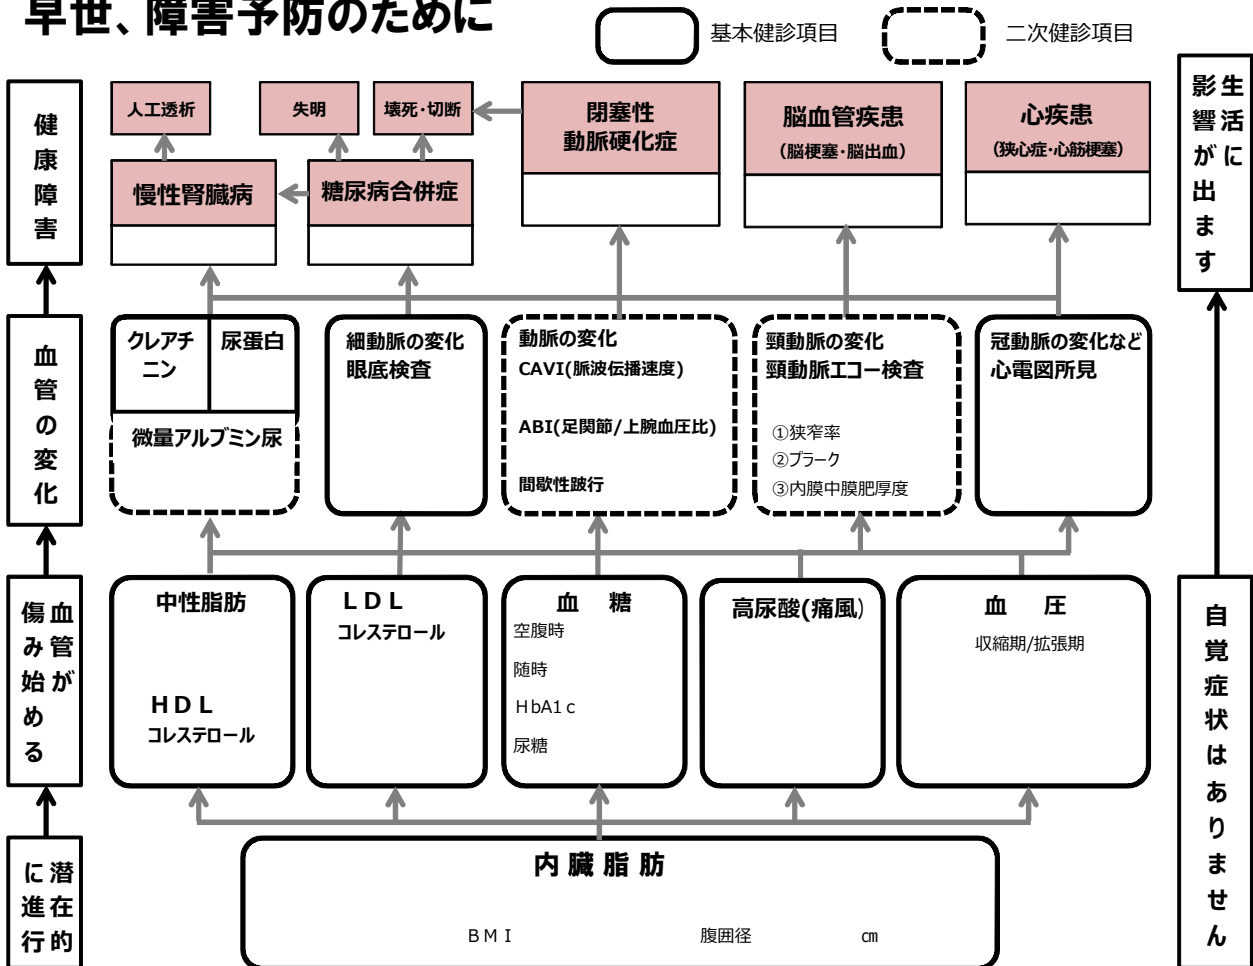 早世、障害予防のために
基本健診項目
二次健診項目
健康障害
人工透析
失明
壊死・切断
慢性腎臓病
糖尿病合併症
閉塞性
動脈硬化症
脳血管疾患
(脳梗塞・脳出血)
心疾患
(狭心症・心筋梗塞)
生活に
影響が出ます
血管の変化
クレアチ
ニン
尿蛋白
微量アルブミン尿
細動脈の変化
眼底検査
動脈の変化
CAVI(脈波伝播速度)
ABI(足関節/上腕血圧比)
間歇性跛行
頸動脈の変化
頸動脈エコー検査
①狭窄率
②プラーク
③内膜中膜肥厚度
冠動脈の変化など
心電図所見
血管が
傷み始める
中性脂肪
HDL
コレステロール
LDL
コレステロール
血 糖
空腹時
随時
HbA1c
尿糖
高尿酸(痛風)
血 圧
収縮期/拡張期
自覚症状はありません
潜在的
に進行
内臓脂肪
BMI
腹囲径
㎝